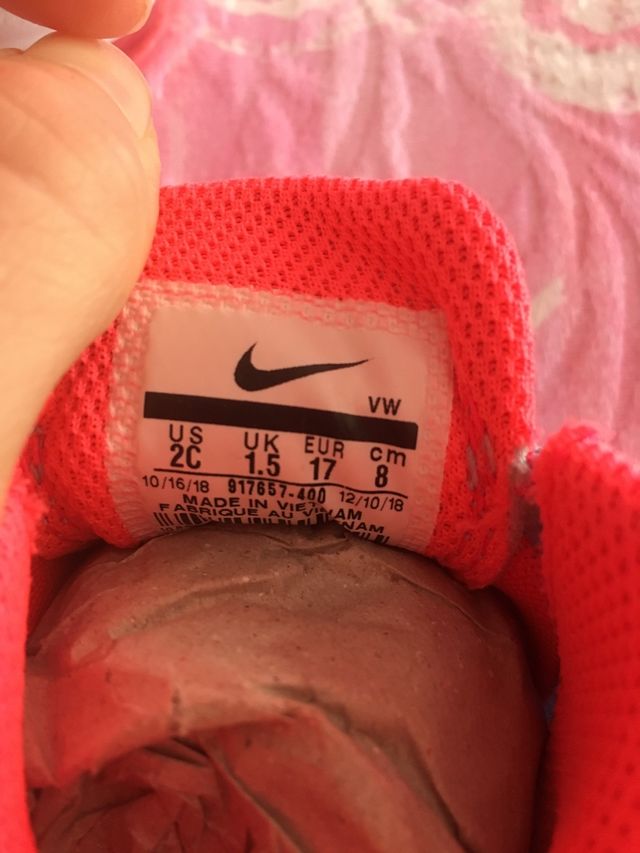 VW
US UK EUR cm
2C 1.5 17 8
10/16/18 917657-400 12/10/18
MADE IN VIETNAM
FABRIQUE AU VIETNAM